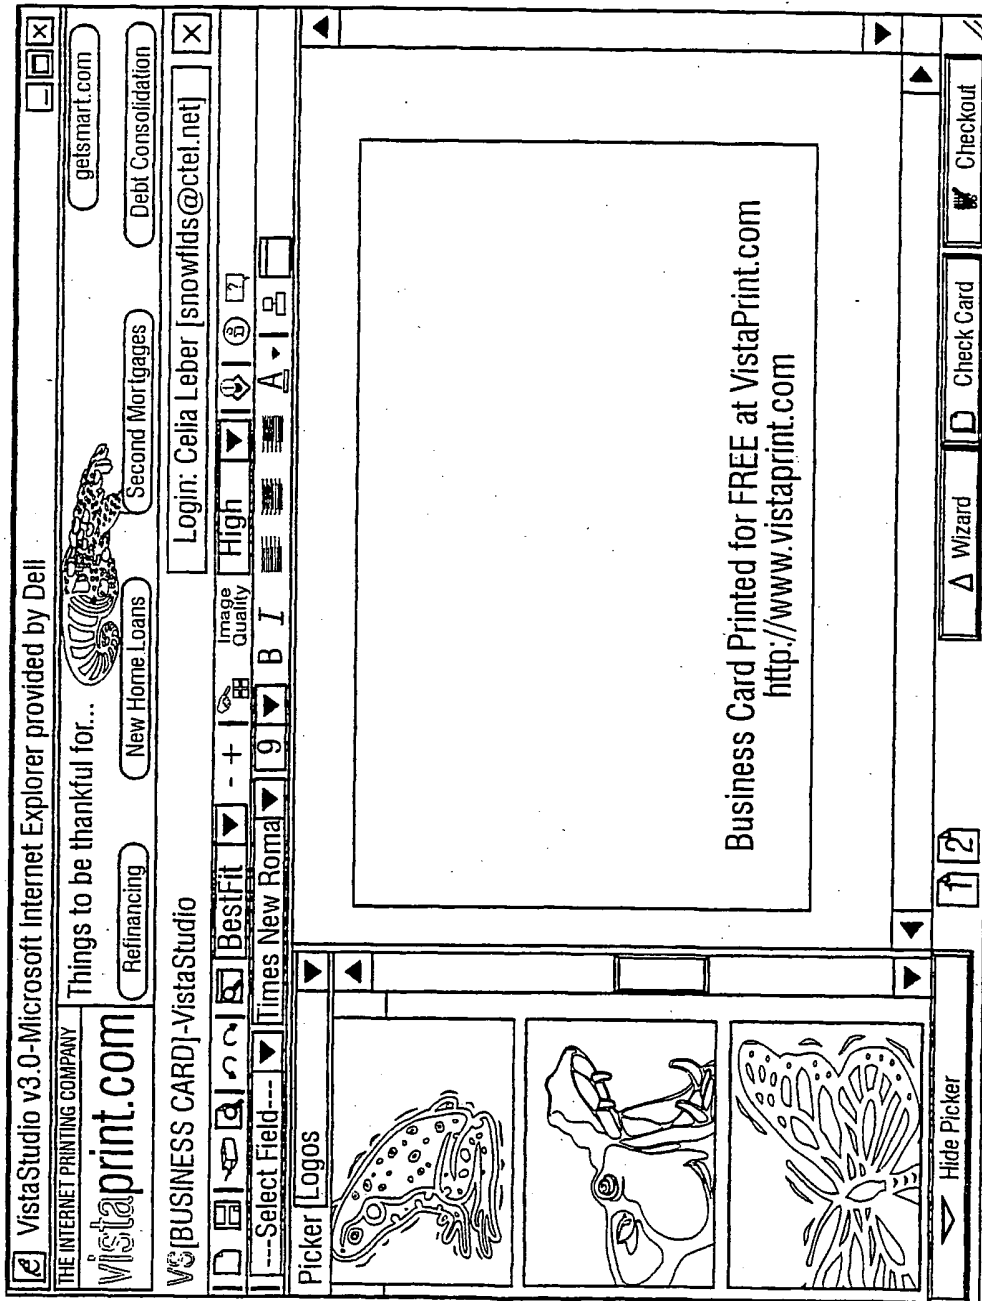 VistaStudio v3.0-Microsoft Internet Explorer provided by Dell
THE INTERNET PRINTING COMPANY
vistaprint.com
Things to be thankful for...
getsmart.com
Refinancing
New Home Loans
Second Mortgages
Debt Consolidation
VS[BUSINESS CARD]-VistaStudio
Login: Celia Leber [snowflds@ctel.net]
BestFit
- +
Image
Quality
High
?
----Select Field----
Times New Roma
9
B I
A
Picker
Logos
Business Card Printed for FREE at VistaPrint.com
http://www.vistaprint.com
Hide Picker
1 2
Wizard
Check Card
Checkout